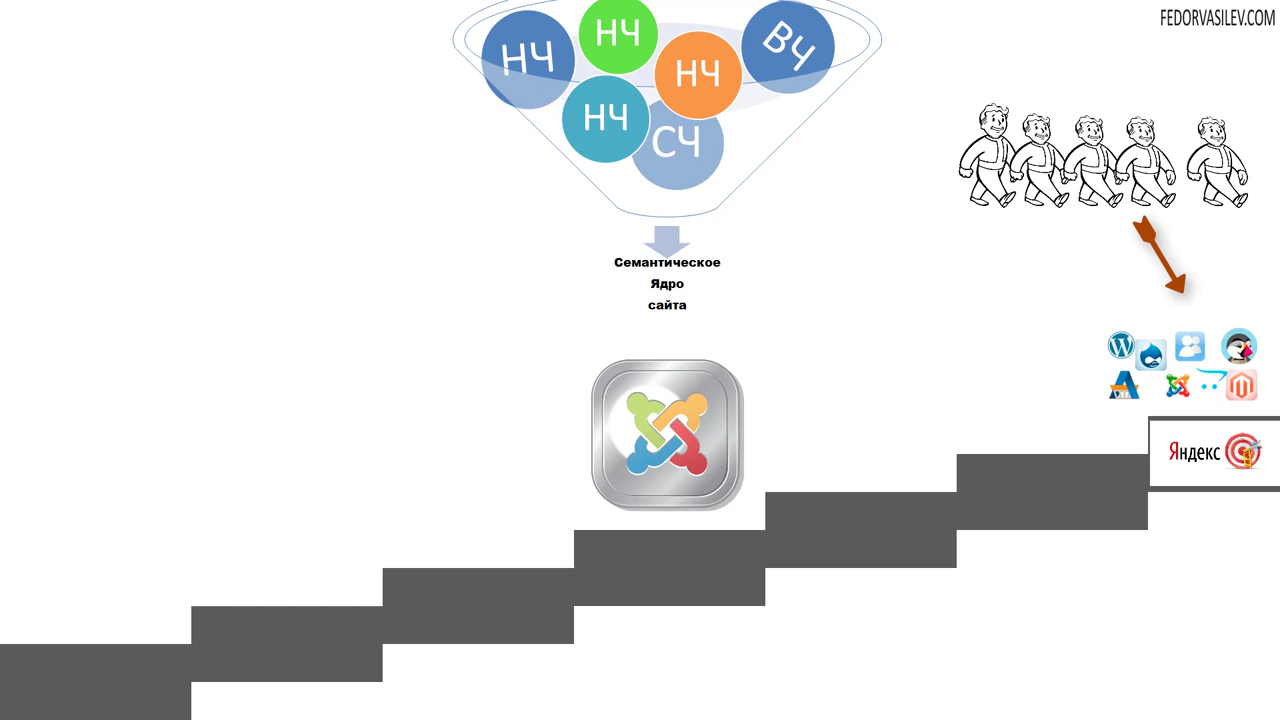 FEDORVASILEV.COM
НЧ
НЧ
НЧ
ВЧ
НЧ
СЧ
Семантическое
Ядро
сайта
Яндекс